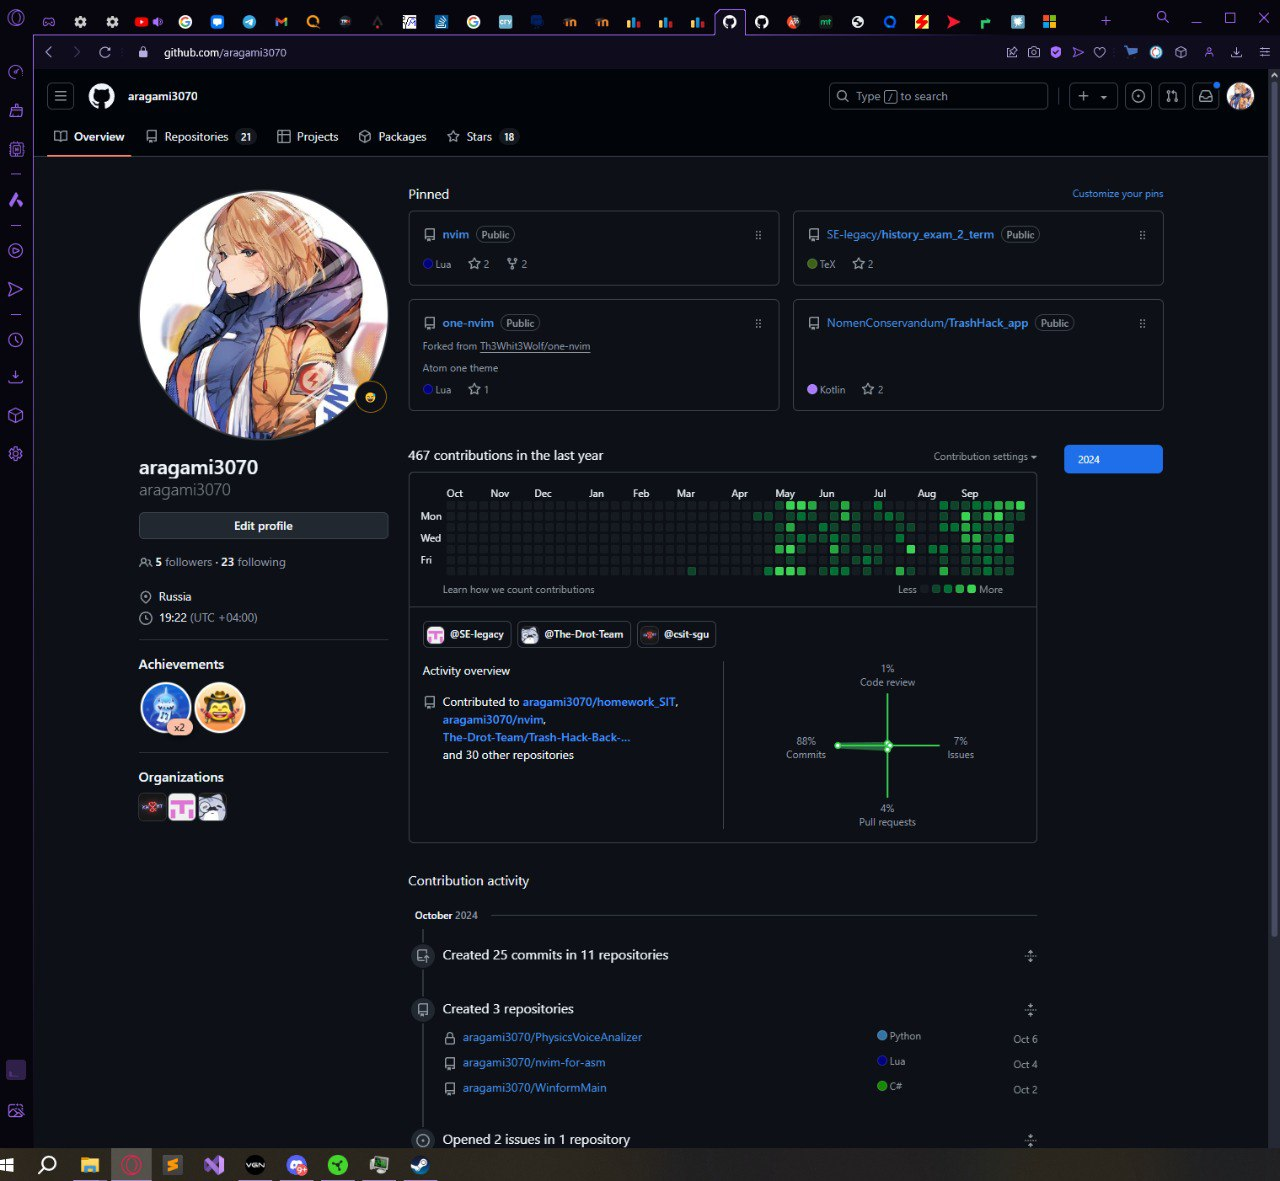 github.com/aragami3070
aragami3070
Type / to search
Overview
Repositories 21
Projects
Packages
Stars 18
Pinned
Customize your pins
nvim Public
Lua 2 2
SE-legacy/history_exam_2_term Public
TeX 2
one-nvim Public
Forked from Th3Whit3Wolf/one-nvim
Atom one theme
Lua 1
NomenConservandum/TrashHack_app Public
Kotlin 2
aragami3070
aragami3070
Edit profile
5 followers · 23 following
Russia
19:22 (UTC +04:00)
Achievements
x2
Organizations
467 contributions in the last year
Contribution settings
2024
Oct Nov Dec Jan Feb Mar Apr May Jun Jul Aug Sep
Mon
Wed
Fri
Learn how we count contributions
Less More
@SE-legacy
@The-Drot-Team
@csit-sgu
Activity overview
Contributed to aragami3070/homework_SIT,
aragami3070/nvim,
The-Drot-Team/Trash-Hack-Back-...
and 30 other repositories
1%
Code review
88%
Commits
7%
Issues
4%
Pull requests
Contribution activity
October 2024
Created 25 commits in 11 repositories
Created 3 repositories
aragami3070/PhysicsVoiceAnalizer Python Oct 6
aragami3070/nvim-for-asm Lua Oct 4
aragami3070/WinformMain C# Oct 2
Opened 2 issues in 1 repository
VGN